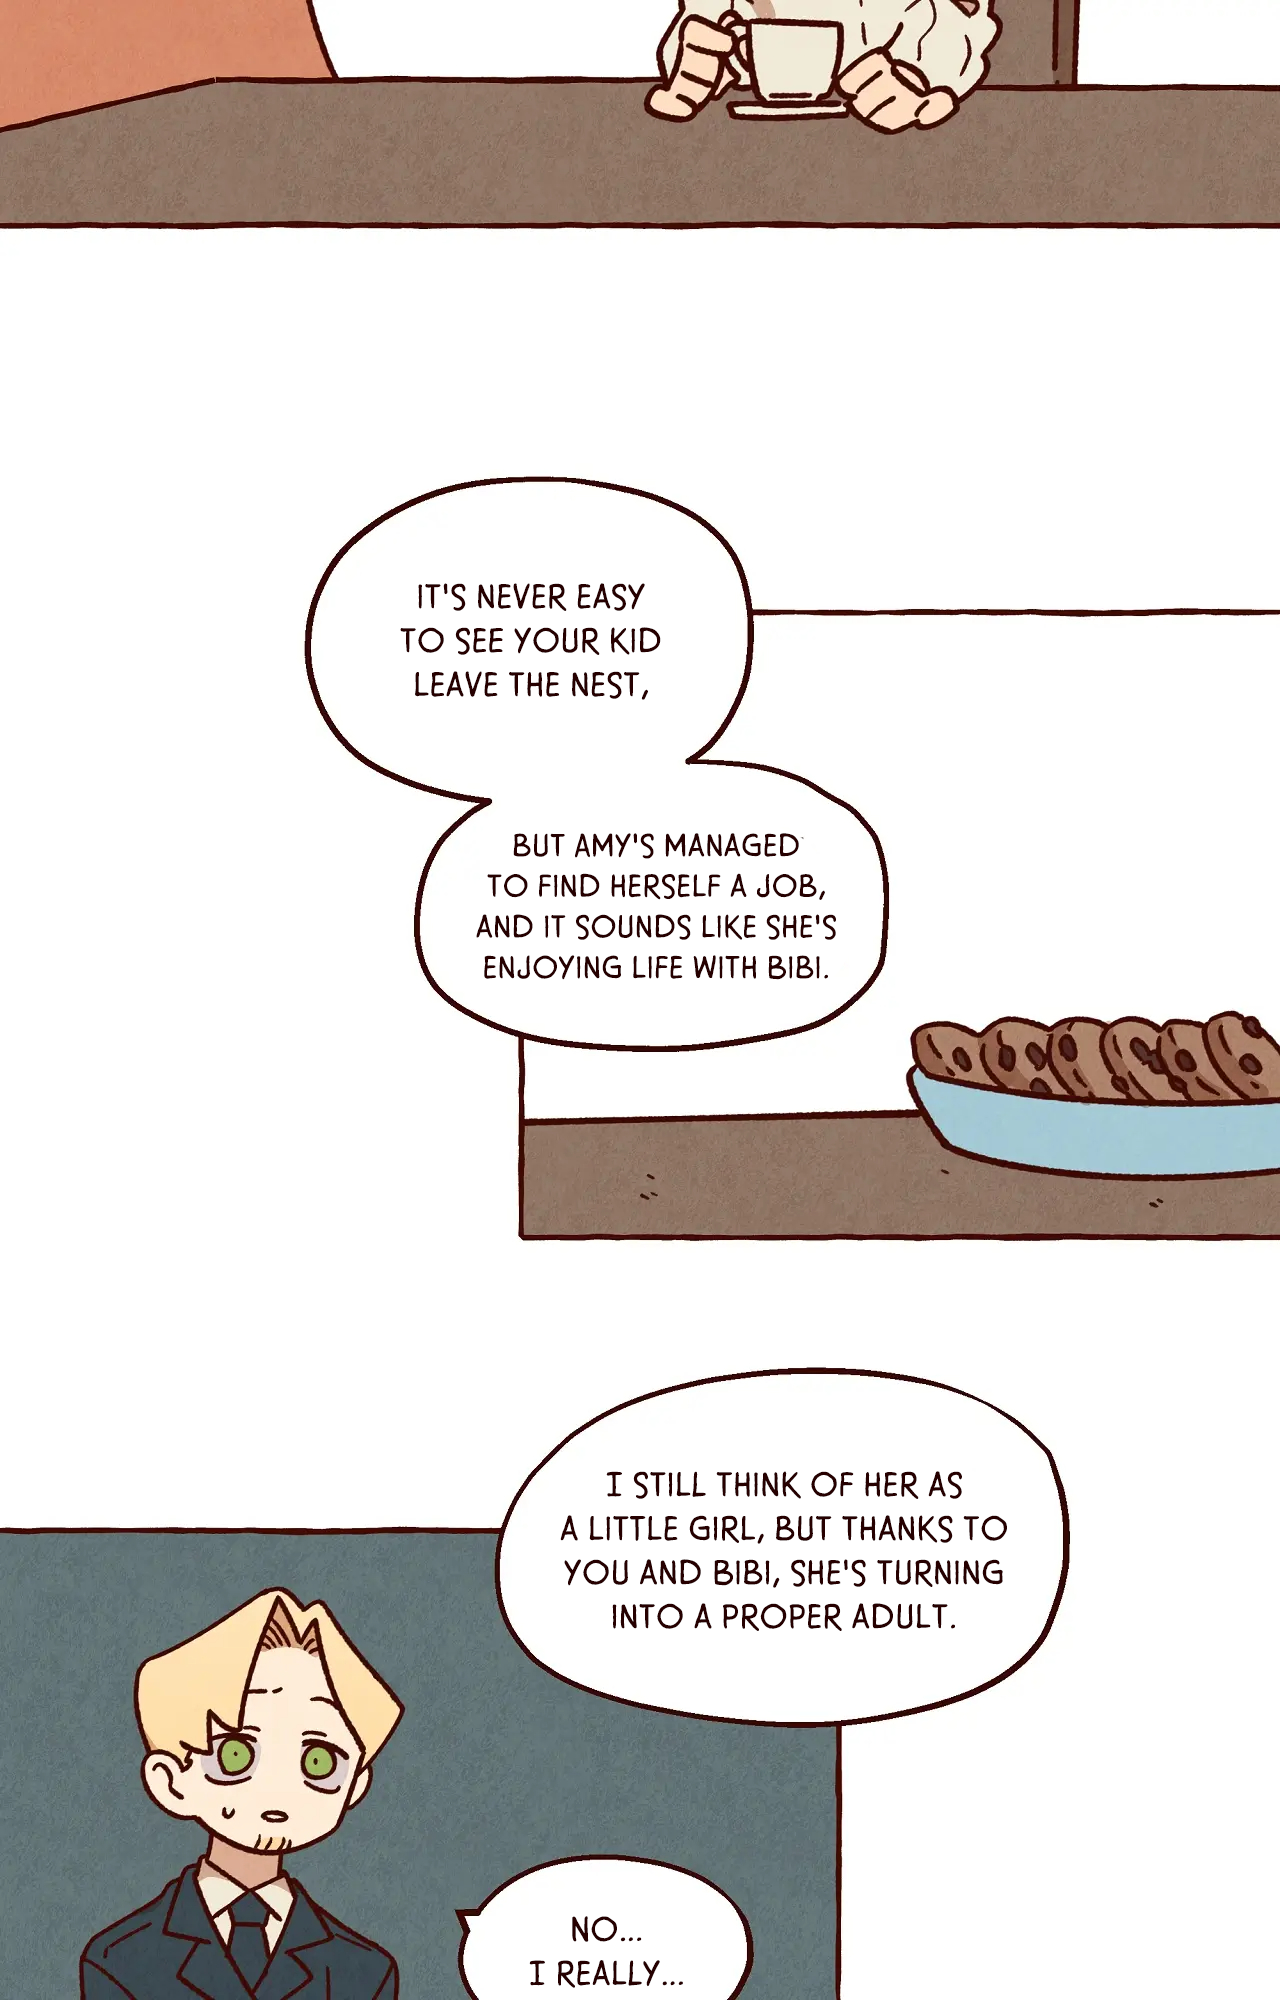 IT'S NEVER EASY
TO SEE YOUR KID
LEAVE THE NEST,
BUT AMY'S MANAGED
TO FIND HERSELF A JOB,
AND IT SOUNDS LIKE SHE'S
ENJOYING LIFE WITH BIBI.
I STILL THINK OF HER AS
A LITTLE GIRL, BUT THANKS TO
YOU AND BIBI, SHE'S TURNING
INTO A PROPER ADULT.
NO...
I REALLY...